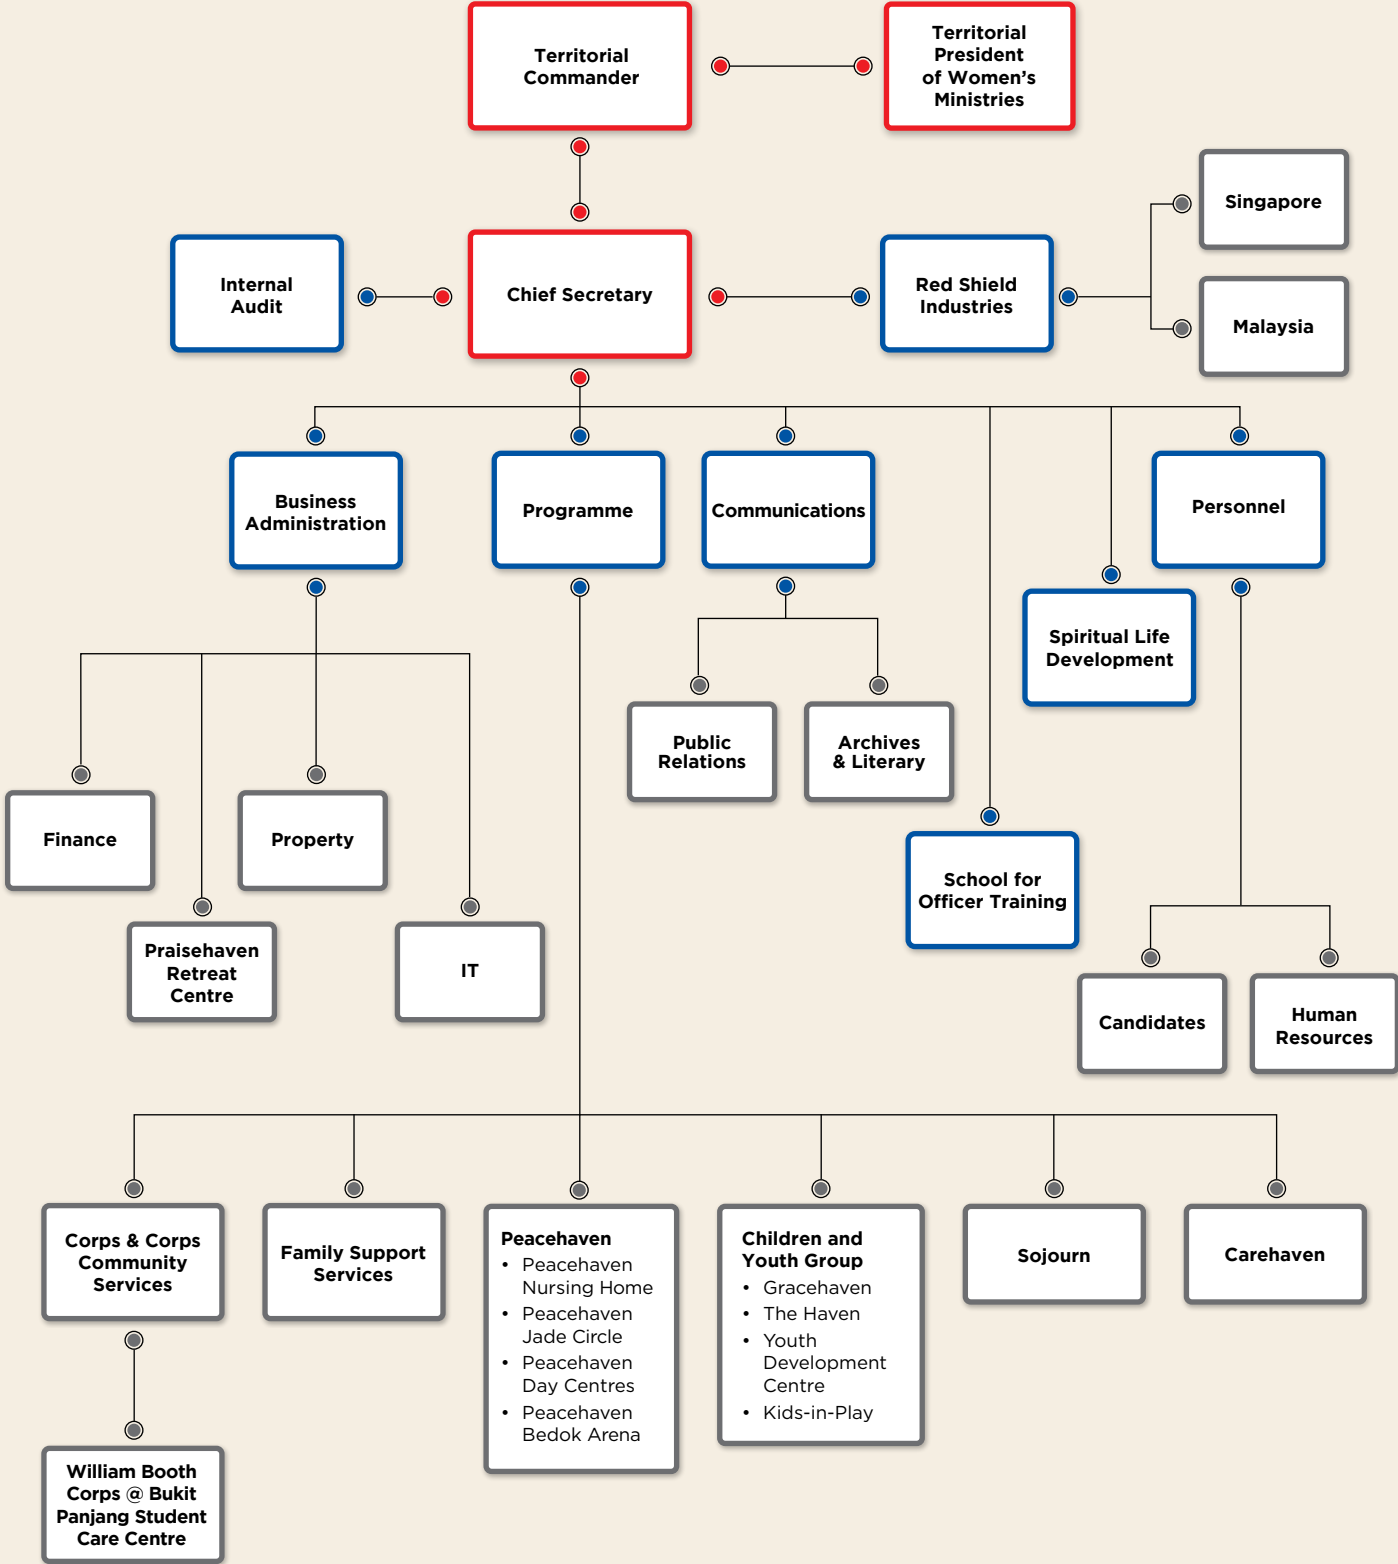 Territorial
Commander
Territorial
President
of Women's
Ministries
Singapore
Malaysia
Internal
Audit
Chief Secretary
Red Shield
Industries
Business
Administration
Programme
Communications
Personnel
Spiritual Life
Development
Public
Relations
Archives
& Literary
Finance
Property
School for
Officer Training
Praisehaven
Retreat
Centre
IT
Candidates
Human
Resources
Corps & Corps
Community
Services
Family Support
Services
Peacehaven
• Peacehaven
Nursing Home
• Peacehaven
Jade Circle
• Peacehaven
Day Centres
• Peacehaven
Bedok Arena
Children and
Youth Group
• Gracehaven
• The Haven
• Youth
Development
Centre
• Kids-in-Play
Sojourn
Carehaven
William Booth
Corps @ Bukit
Panjang Student
Care Centre